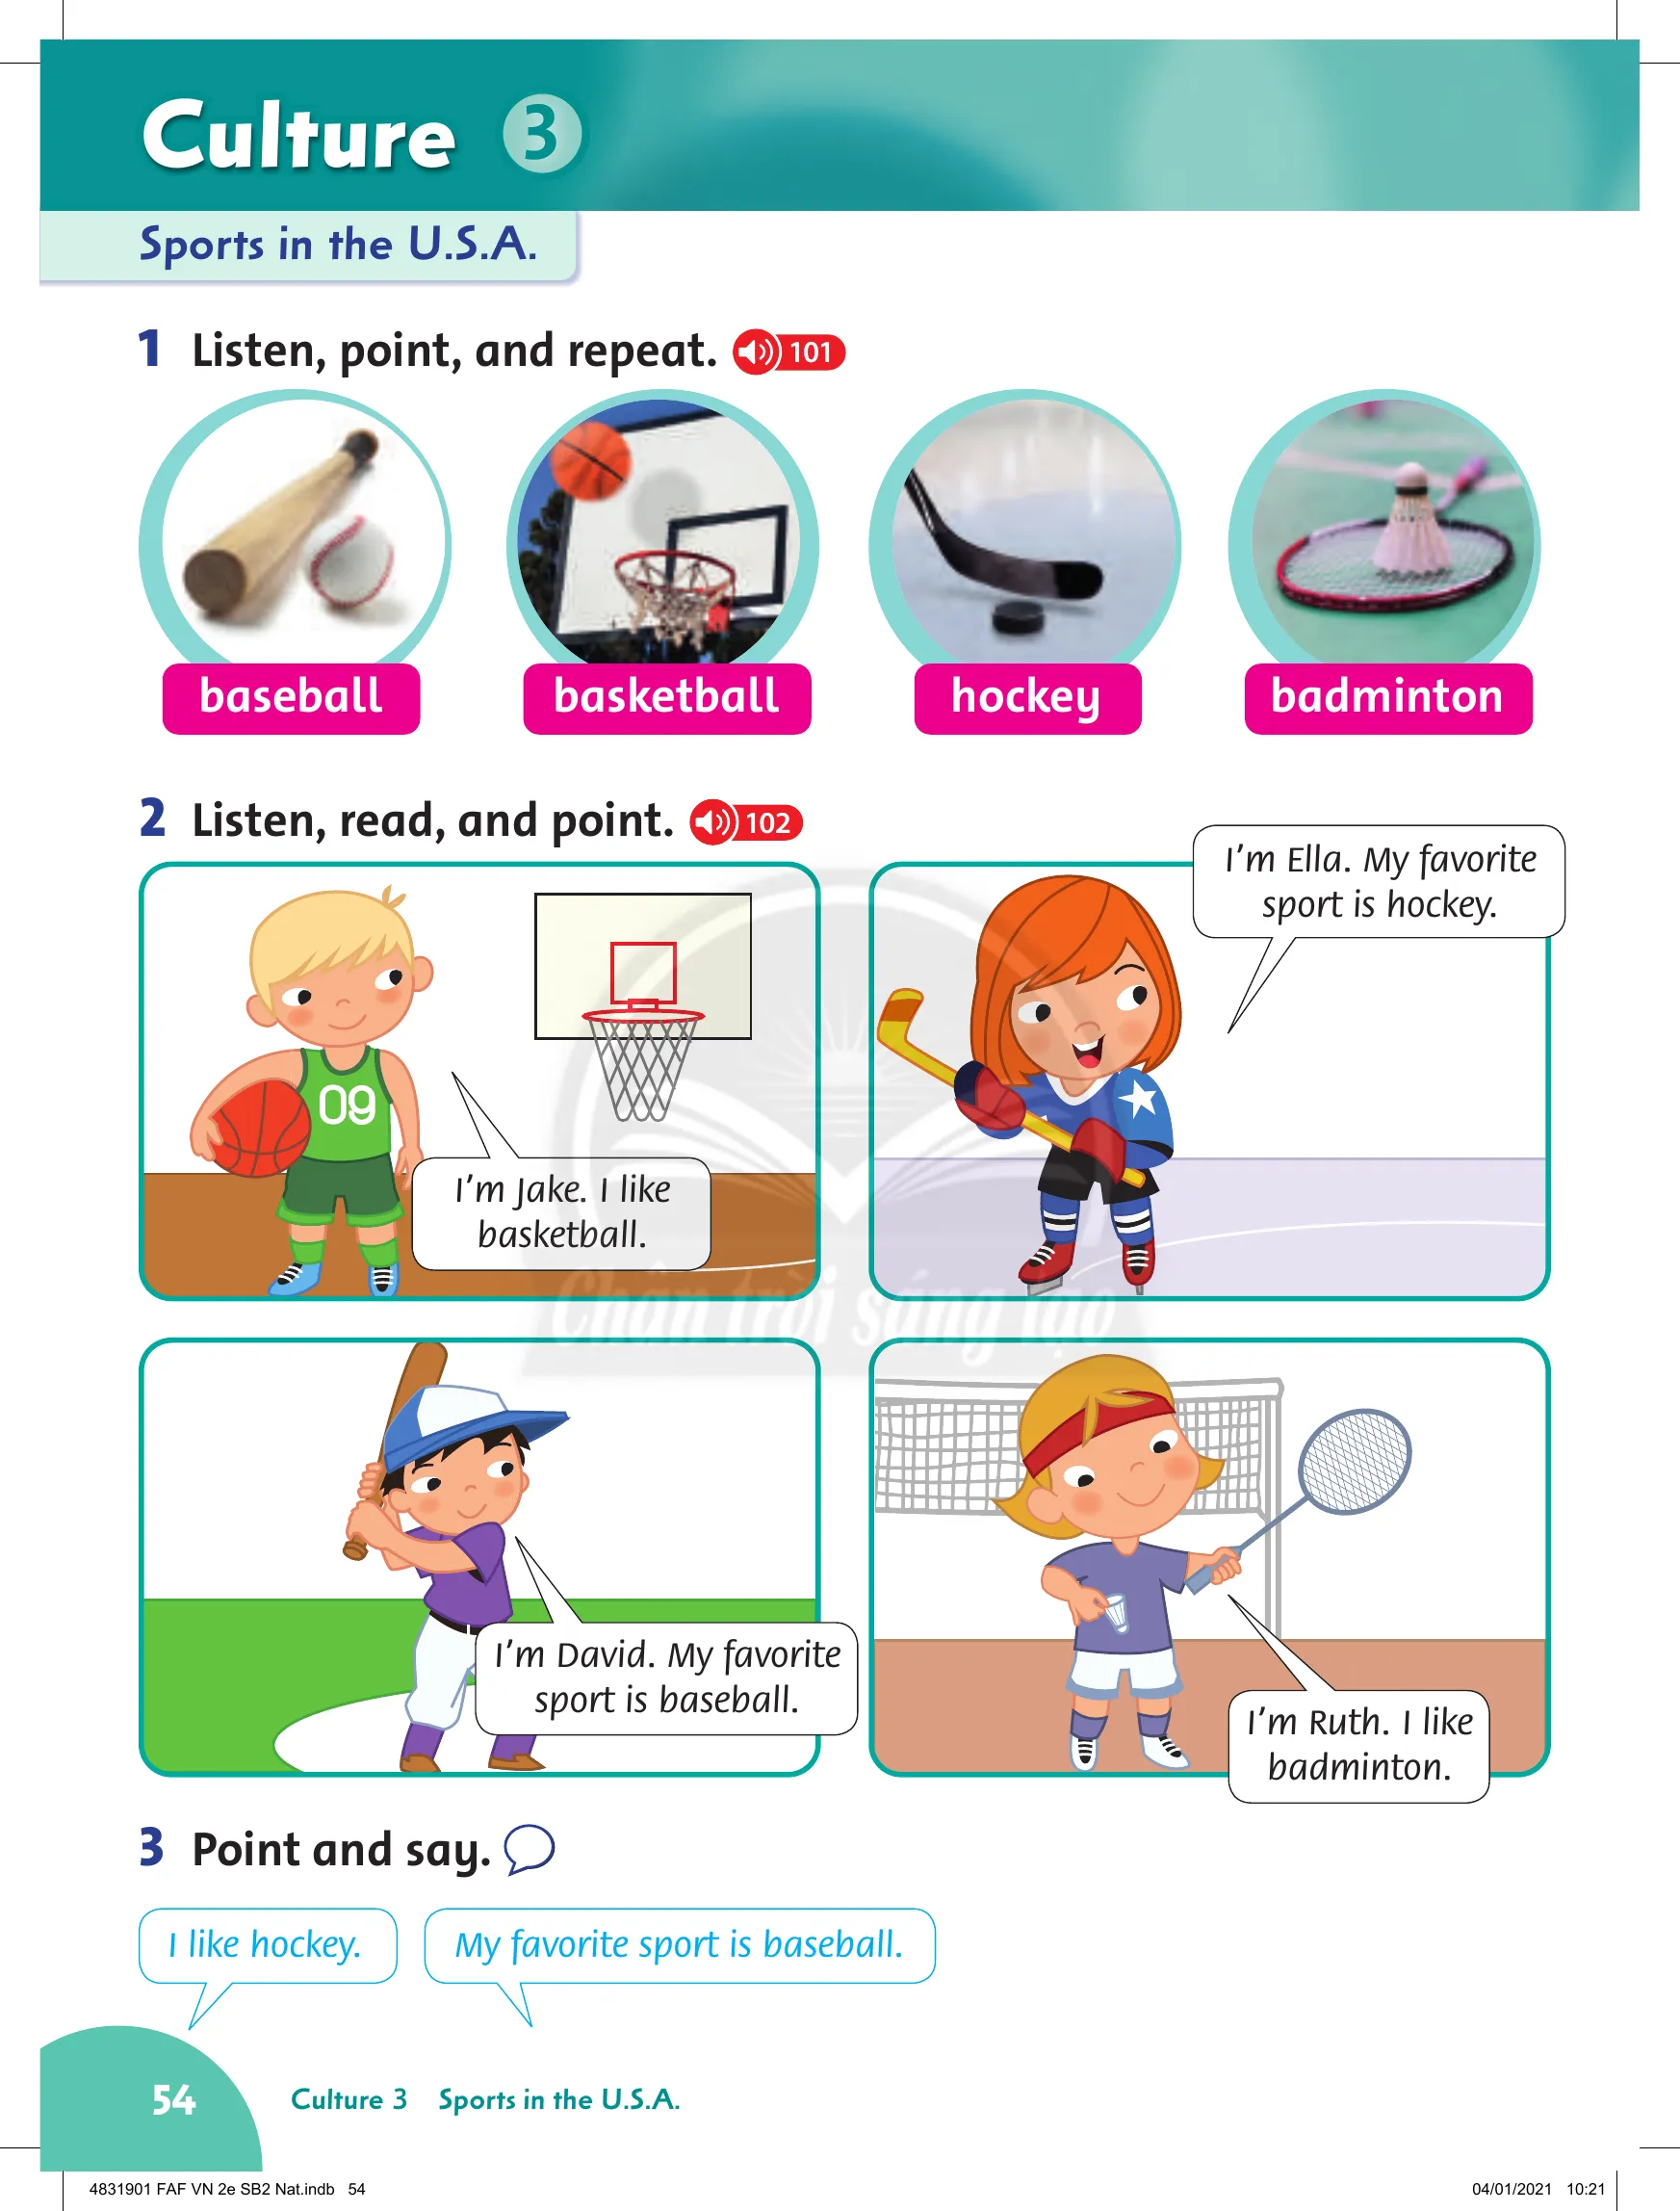 Culture 3
Sports in the U.S.A.
1 Listen, point, and repeat. 101
baseball
basketball
hockey
badminton
2 Listen, read, and point. 102
I'm Ella. My favorite
sport is hockey.
09
I'm Jake. I like
basketball.
Chân trời sáng tạo
I'm David. My favorite
sport is baseball.
I'm Ruth. I like
badminton.
3 Point and say.
I like hockey.
My favorite sport is baseball.
54
Culture 3 Sports in the U.S.A.
4831901 FAF VN 2e SB2 Nat.indb 54
04/01/2021 10:21